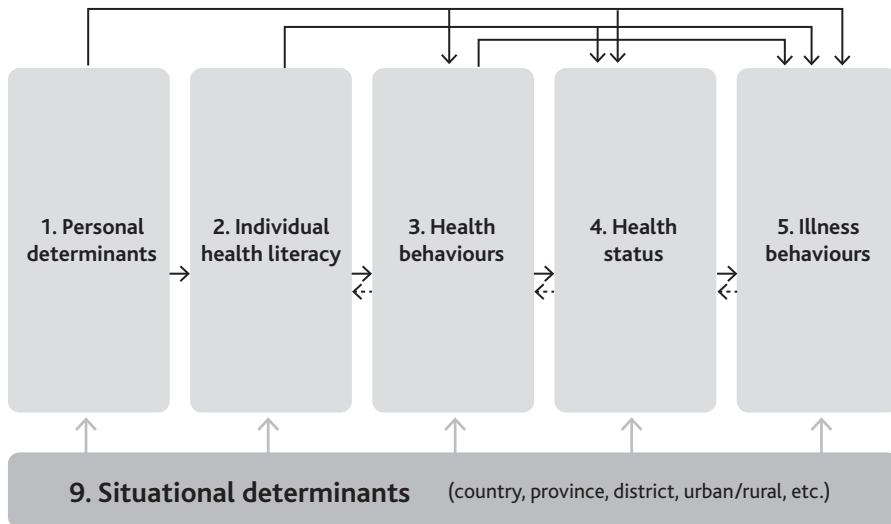 1. Personal
determinants
2. Individual
health literacy
3. Health
behaviours
4. Health
status
5. Illness
behaviours
9. Situational determinants (country, province, district, urban/rural, etc.)